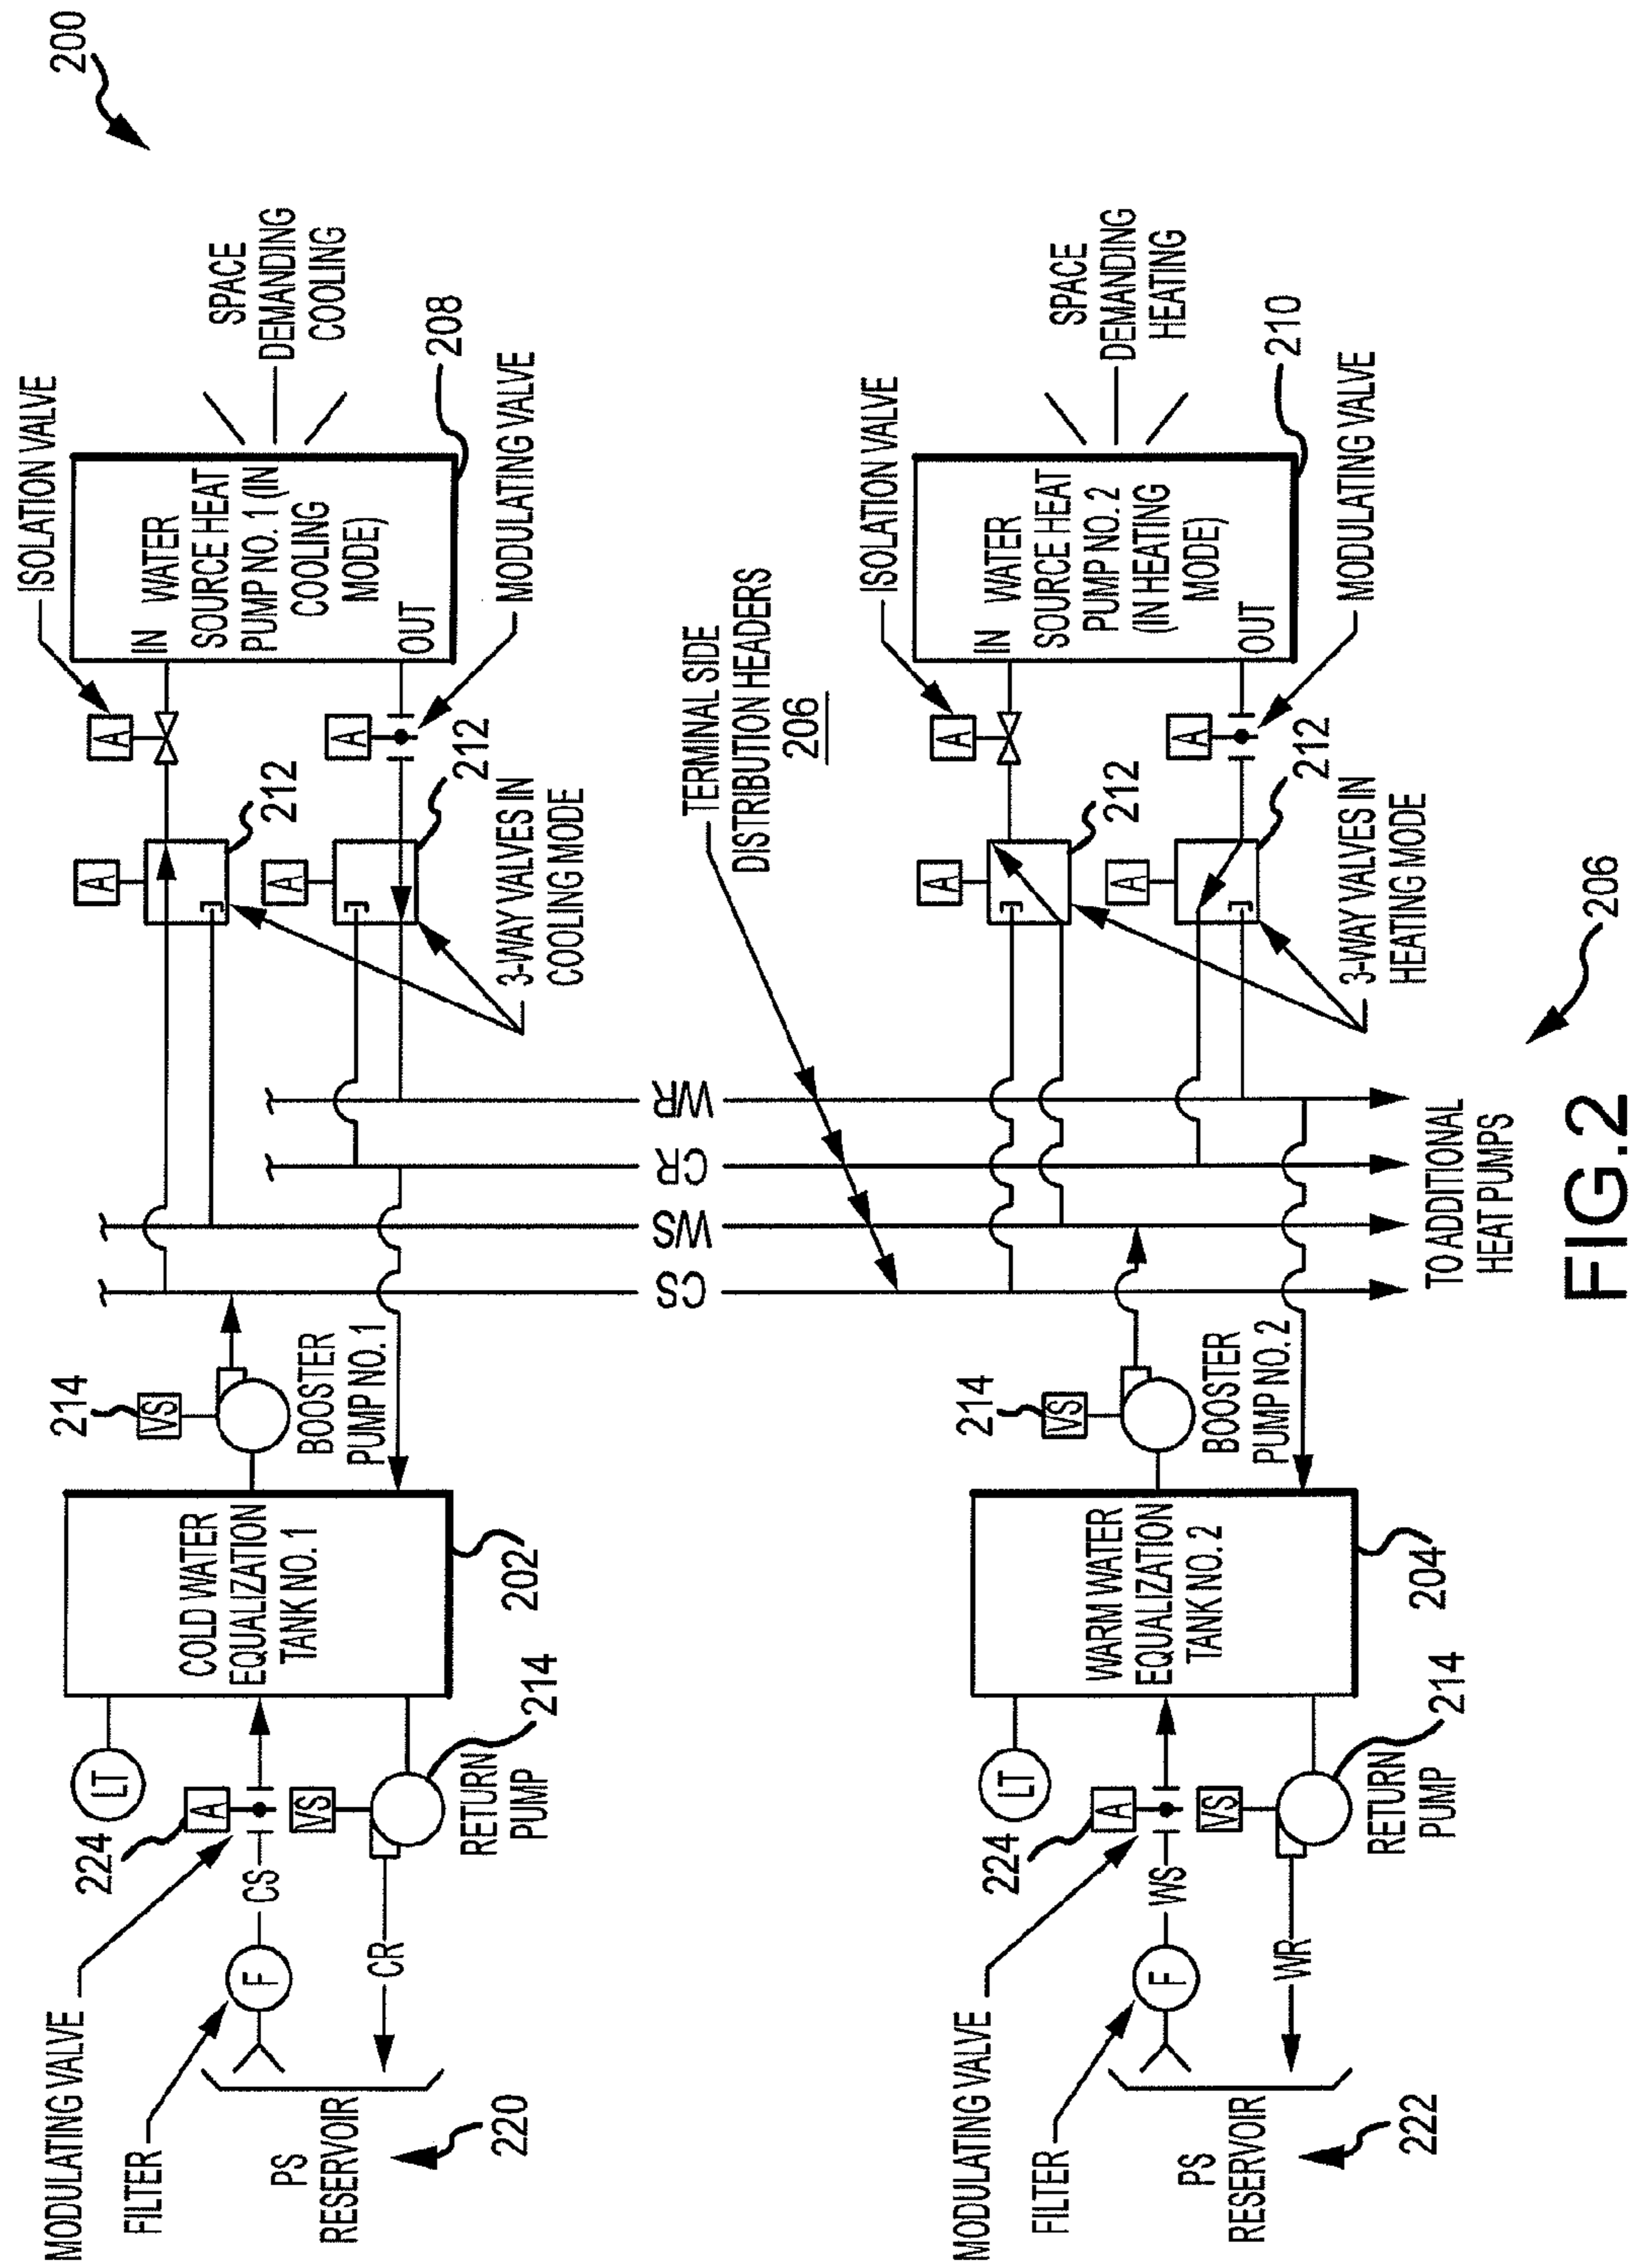 200
ISOLATION VALVE
SPACE
DEMANDING
COOLING
A
IN
WATER
SOURCE HEAT
PUMP NO. 1 (IN
COOLING
MODE)
OUT
208
A
MODULATING VALVE
A
212
A
212
3-WAY VALVES IN
COOLING MODE
ISOLATION VALVE
SPACE
DEMANDING
HEATING
A
IN
WATER
SOURCE HEAT
PUMP NO. 2
(IN HEATING
MODE)
OUT
210
A
MODULATING VALVE
A
212
A
212
3-WAY VALVES IN
HEATING MODE
TERMINAL SIDE
DISTRIBUTION HEADERS
206
WR
CR
WS
CS
TO ADDITIONAL
HEAT PUMPS
206
214
VS
BOOSTER
PUMP NO. 1
COLD WATER
EQUALIZATION
TANK NO. 1
202
LT
224
A
VS
214
RETURN
PUMP
MODULATING VALVE
CS
F
FILTER
CR
PS
RESERVOIR
220
214
VS
BOOSTER
PUMP NO. 2
WARM WATER
EQUALIZATION
TANK NO. 2
204
LT
224
A
VS
214
RETURN
PUMP
MODULATING VALVE
WS
F
FILTER
WR
PS
RESERVOIR
222
FIG.2